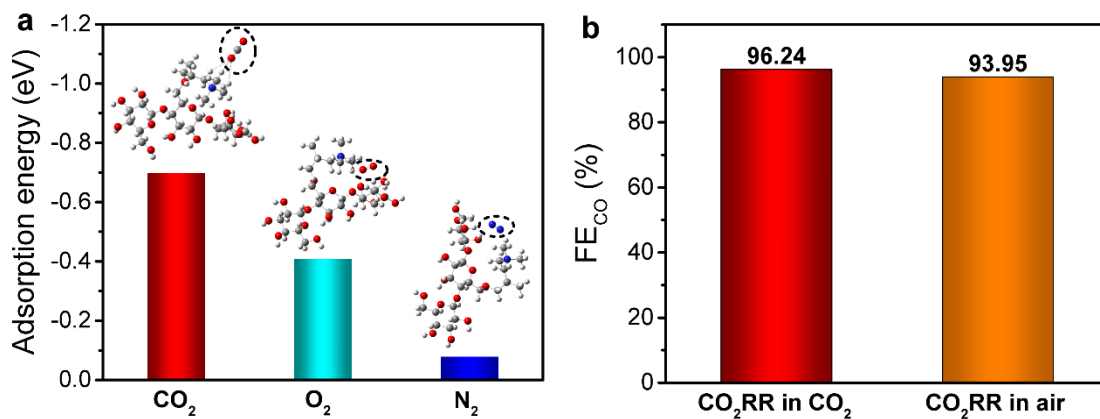 a
Adsorption energy (eV)
-1.2
-1.0
-0.8
-0.6
-0.4
-0.2
0.0
CO₂
O₂
N₂
b
FE_CO (%)
100
80
60
40
20
0
96.24
93.95
CO₂RR in CO₂
CO₂RR in air